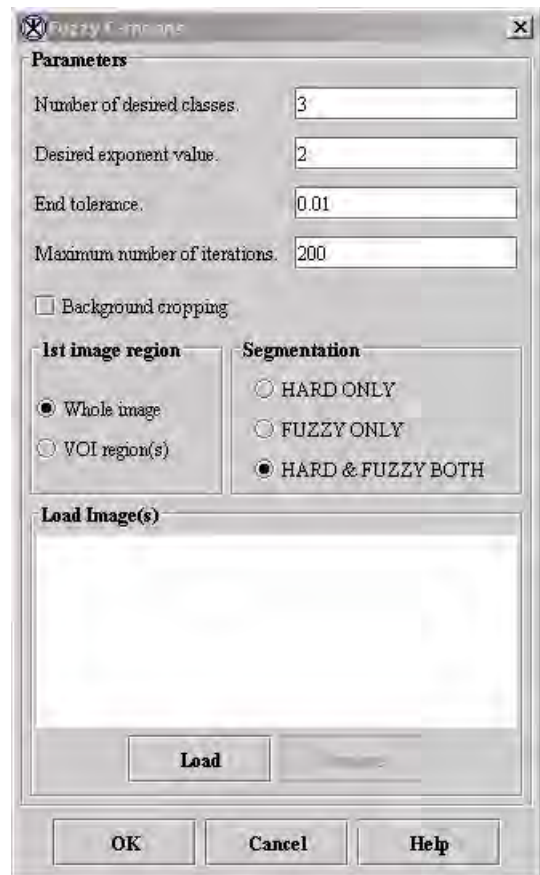 Fuzzy C-means
Parameters
Number of desired classes.
3
Desired exponent value.
2
End tolerance.
0.01
Maximum number of iterations.
200
Background cropping
1st image region
Whole image
VOI region(s)
Segmentation
HARD ONLY
FUZZY ONLY
HARD & FUZZY BOTH
Load Image(s)
Load
OK
Cancel
Help